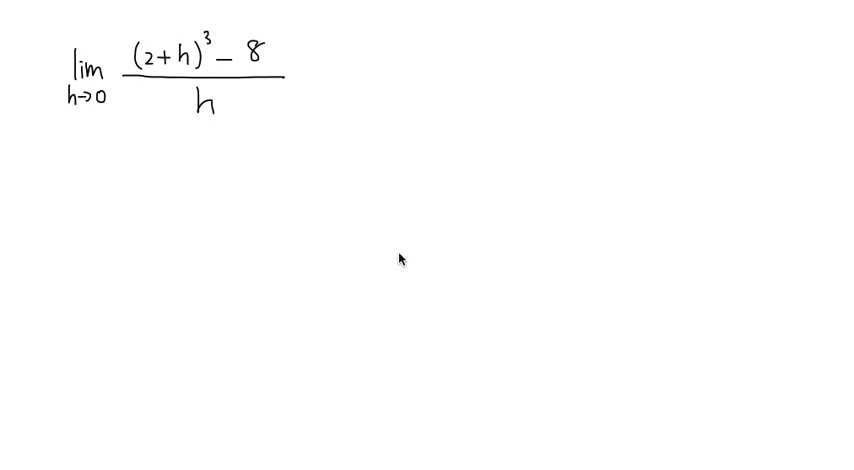 lim h→0 (2+h)³ - 8 / h